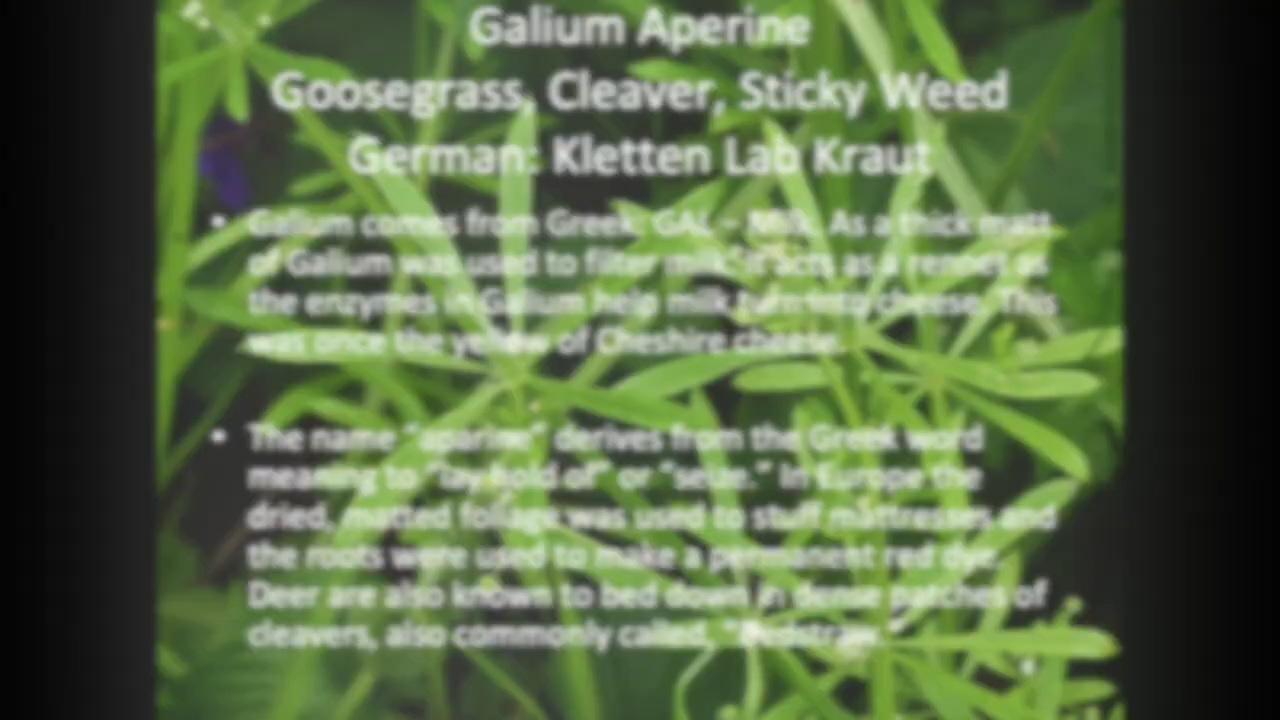 Galium Aperine
Goosegrass, Cleaver, Sticky Weed
German: Kletten Lab Kraut
• Galium comes from Greek: GAL – Milk. As a thick matt
of Galium was used to filter milk it acts as a rennet as
the enzymes in Galium help milk turn into cheese. This
was once the yellow of Cheshire cheese.
• The name "aparine" derives from the Greek word
meaning to "lay hold of" or "seize." In Europe the
dried, matted foliage was used to stuff mattresses and
the roots were used to make a permanent red dye.
Deer are also known to bed down in dense patches of
cleavers, also commonly called, "Bedstraw.